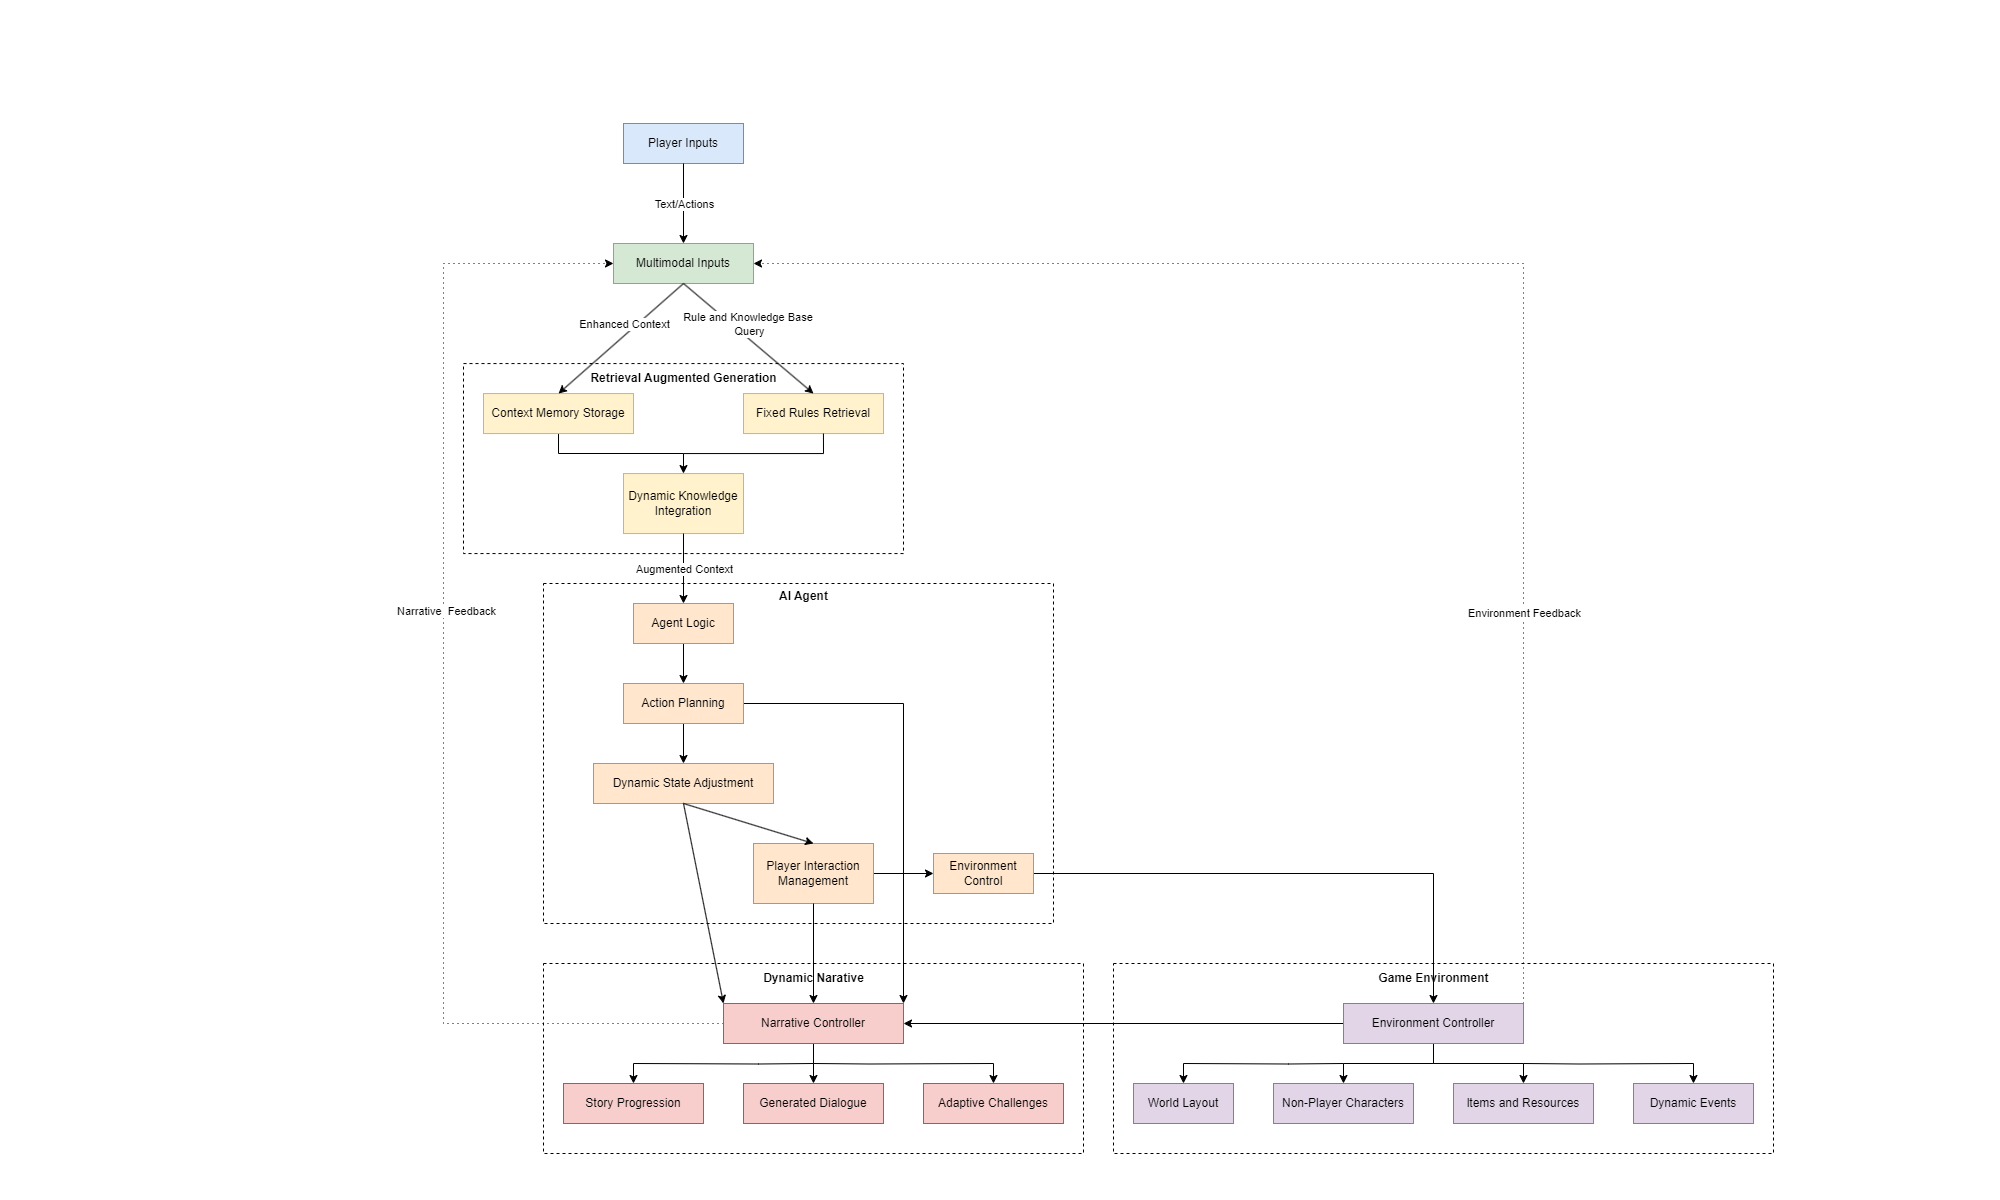 Player Inputs
Text/Actions
Multimodal Inputs
Enhanced Context
Rule and Knowledge Base
Query
Retrieval Augmented Generation
Context Memory Storage
Fixed Rules Retrieval
Dynamic Knowledge
Integration
Augmented Context
AI Agent
Agent Logic
Narrative  Feedback
Environment Feedback
Action Planning
Dynamic State Adjustment
Player Interaction
Management
Environment
Control
Dynamic Narative
Game Environment
Narrative Controller
Environment Controller
Story Progression
Generated Dialogue
Adaptive Challenges
World Layout
Non-Player Characters
Items and Resources
Dynamic Events